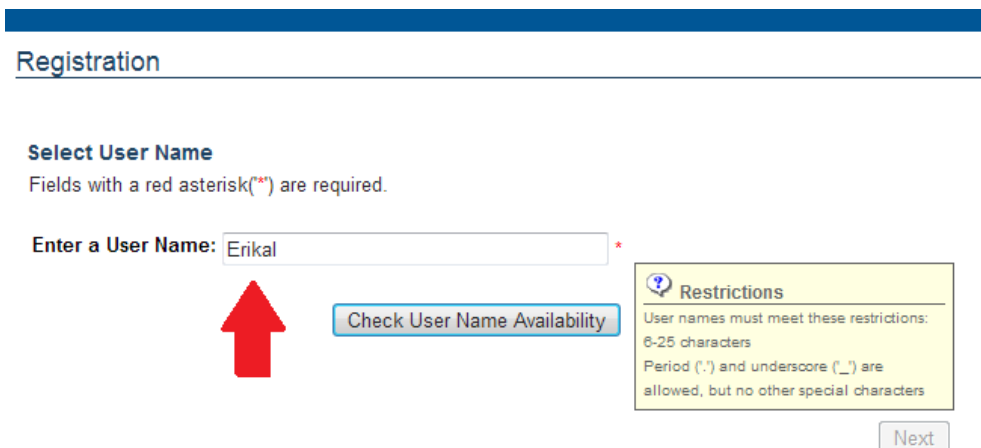 Registration
Select User Name
Fields with a red asterisk('*') are required.
Enter a User Name: Erikal *
Check User Name Availability
Restrictions
User names must meet these restrictions:
6-25 characters
Period ('.') and underscore ('_') are
allowed, but no other special characters
Next